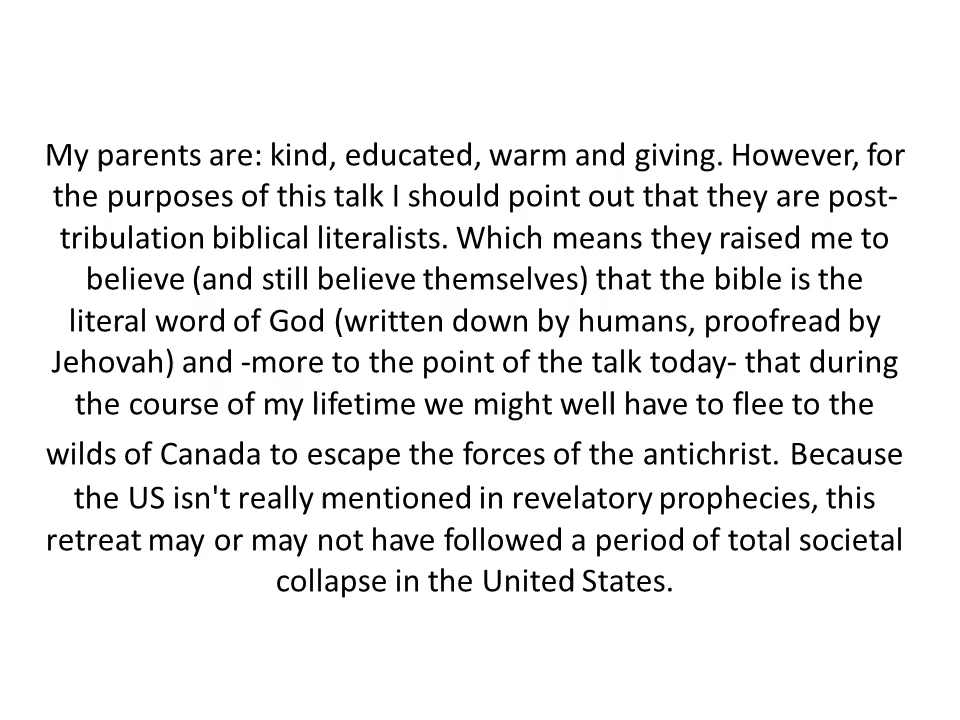 My parents are: kind, educated, warm and giving. However, for
the purposes of this talk I should point out that they are post-
tribulation biblical literalists. Which means they raised me to
believe (and still believe themselves) that the bible is the
literal word of God (written down by humans, proofread by
Jehovah) and -more to the point of the talk today- that during
the course of my lifetime we might well have to flee to the
wilds of Canada to escape the forces of the antichrist. Because
the US isn't really mentioned in revelatory prophecies, this
retreat may or may not have followed a period of total societal
collapse in the United States.